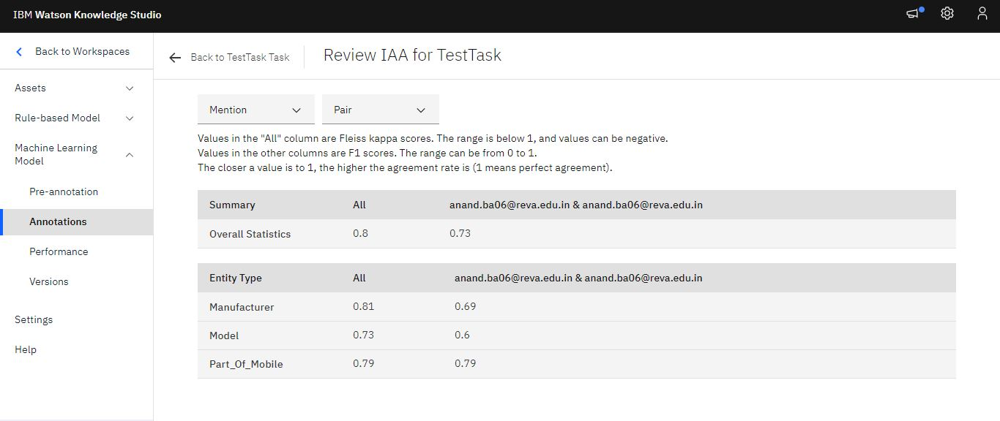 IBM Watson Knowledge Studio
Back to Workspaces
Back to TestTask Task
Review IAA for TestTask
Assets
Rule-based Model
Machine Learning
Model
Pre-annotation
Annotations
Performance
Versions
Settings
Help
Mention
Pair
Values in the "All" column are Fleiss kappa scores. The range is below 1, and values can be negative.
Values in the other columns are F1 scores. The range can be from 0 to 1.
The closer a value is to 1, the higher the agreement rate is (1 means perfect agreement).
Summary All anand.ba06@reva.edu.in & anand.ba06@reva.edu.in
Overall Statistics 0.8 0.73
Entity Type All anand.ba06@reva.edu.in & anand.ba06@reva.edu.in
Manufacturer 0.81 0.69
Model 0.73 0.6
Part_Of_Mobile 0.79 0.79